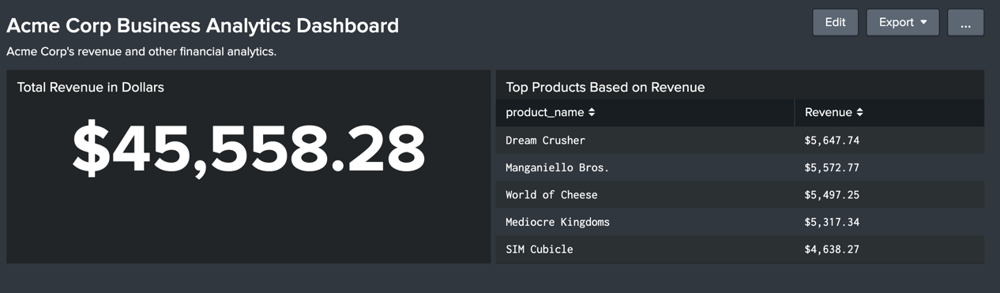 Acme Corp Business Analytics Dashboard
Edit
Export
...
Acme Corp's revenue and other financial analytics.
Total Revenue in Dollars
$45,558.28
Top Products Based on Revenue
product_name Revenue
Dream Crusher $5,647.74
Manganiello Bros. $5,572.77
World of Cheese $5,497.25
Mediocre Kingdoms $5,317.34
SIM Cubicle $4,638.27